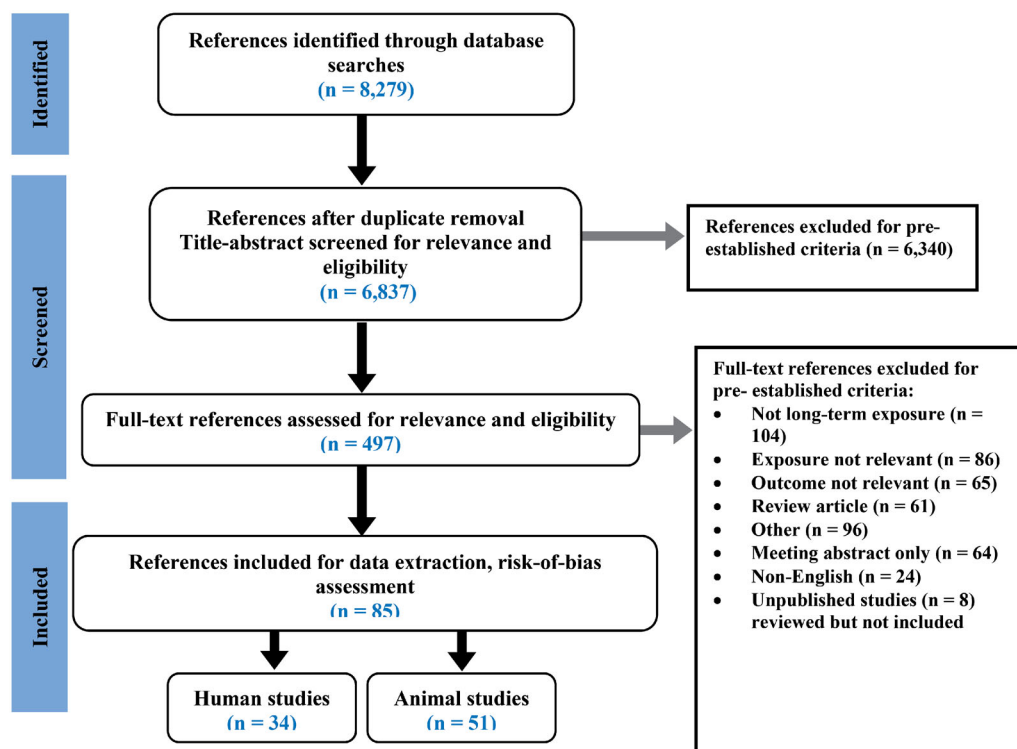 Identified
References identified through database
searches
(n = 8,279)
Screened
References after duplicate removal
Title-abstract screened for relevance and
eligibility
(n = 6,837)
References excluded for pre-
established criteria (n = 6,340)
Full-text references assessed for relevance and eligibility
(n = 497)
Full-text references excluded for
pre- established criteria:
• Not long-term exposure (n =
104)
• Exposure not relevant (n = 86)
• Outcome not relevant (n = 65)
• Review article (n = 61)
• Other (n = 96)
• Meeting abstract only (n = 64)
• Non-English (n = 24)
• Unpublished studies (n = 8)
reviewed but not included
Included
References included for data extraction, risk-of-bias
assessment
(n = 85)
Human studies
(n = 34)
Animal studies
(n = 51)